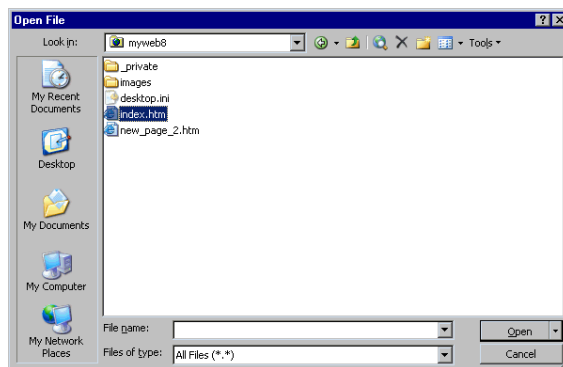 Open File
Look in: myweb8 Tools
_private
images
desktop.ini
index.htm
new_page_2.htm
My Recent
Documents
Desktop
My Documents
My Computer
My Network
Places
File name: Open
Files of type: All Files (*.*) Cancel